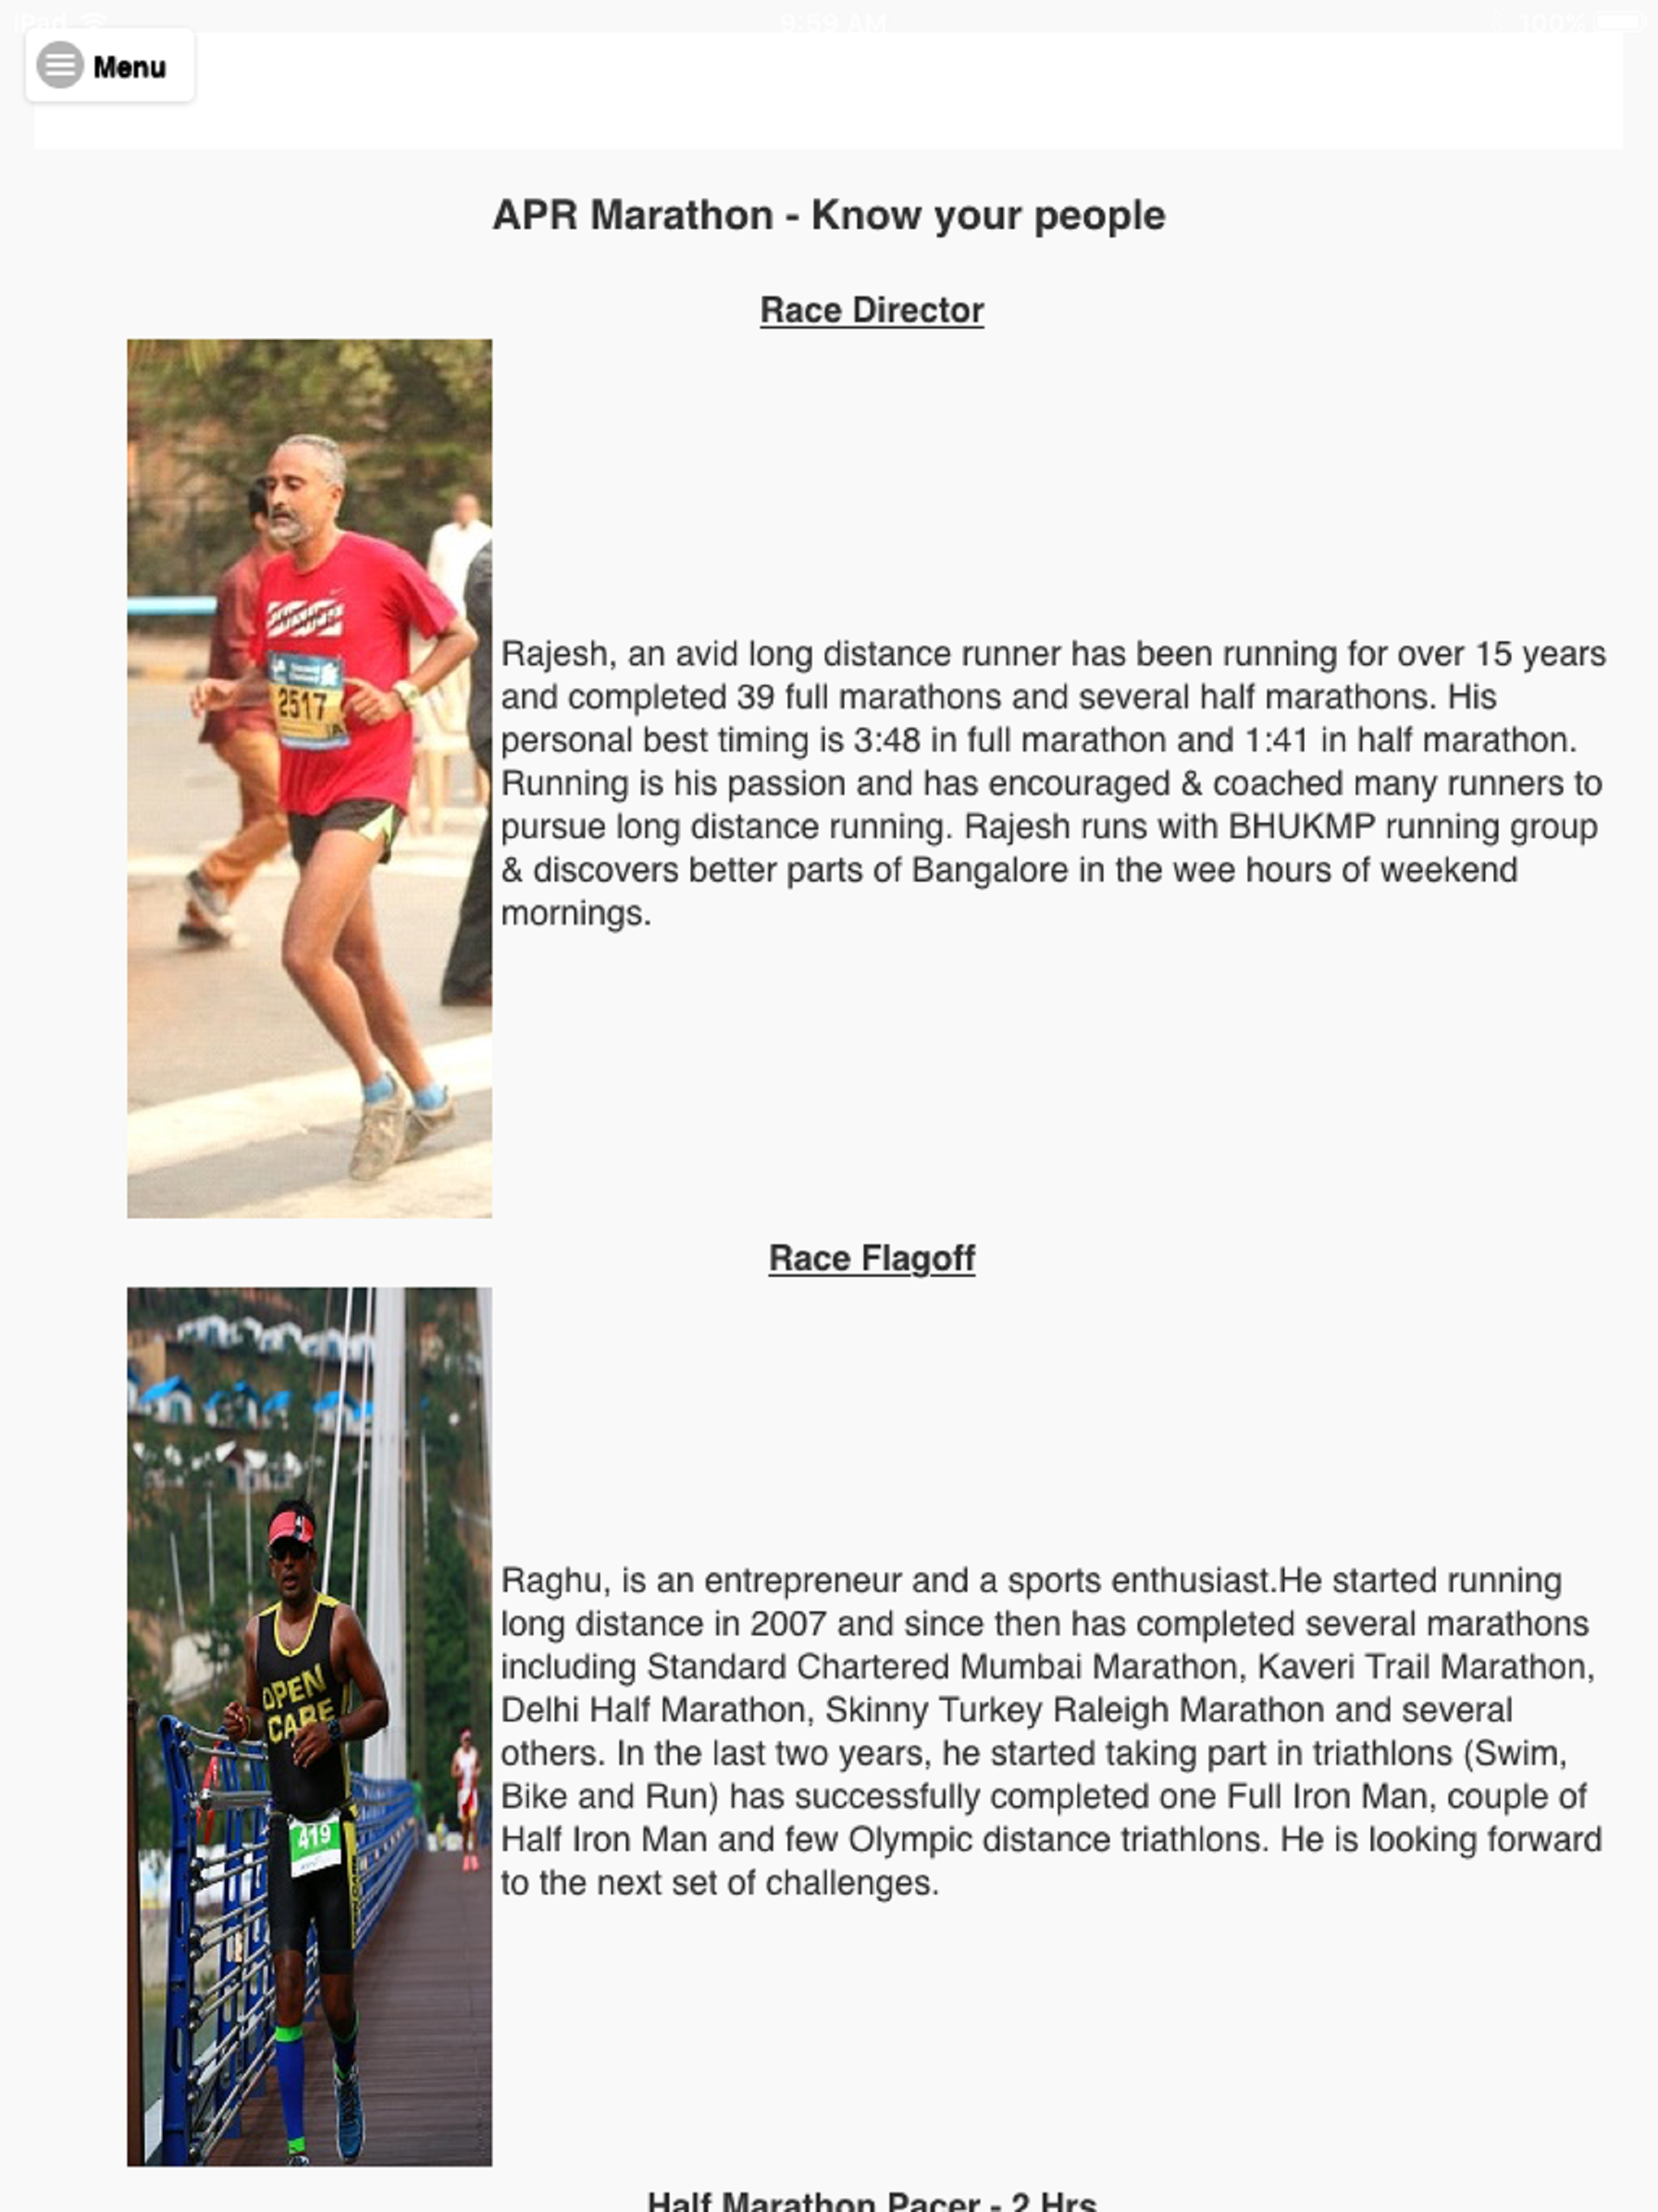 iPad
9:59 AM
100%
Menu
APR Marathon - Know your people
Race Director
2517
A
Rajesh, an avid long distance runner has been running for over 15 years
and completed 39 full marathons and several half marathons. His
personal best timing is 3:48 in full marathon and 1:41 in half marathon.
Running is his passion and has encouraged & coached many runners to
pursue long distance running. Rajesh runs with BHUKMP running group
& discovers better parts of Bangalore in the wee hours of weekend
mornings.
Race Flagoff
OPEN
CARE
419
Raghu, is an entrepreneur and a sports enthusiast.He started running
long distance in 2007 and since then has completed several marathons
including Standard Chartered Mumbai Marathon, Kaveri Trail Marathon,
Delhi Half Marathon, Skinny Turkey Raleigh Marathon and several
others. In the last two years, he started taking part in triathlons (Swim,
Bike and Run) has successfully completed one Full Iron Man, couple of
Half Iron Man and few Olympic distance triathlons. He is looking forward
to the next set of challenges.
Half Marathon Pacer - 2 Hrs